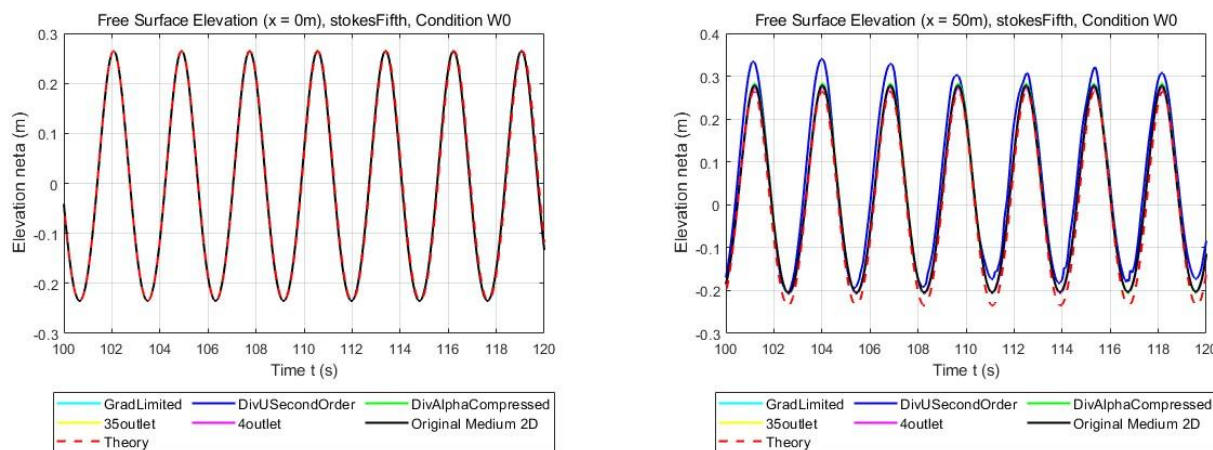 Free Surface Elevation (x = 0m), stokesFifth, Condition W0
0.3
0.2
0.1
0
-0.1
-0.2
-0.3
Elevation neta (m)
100 102 104 106 108 110 112 114 116 118 120
Time t (s)
GradLimited DivUSecondOrder DivAlphaCompressed
35outlet 4outlet Original Medium 2D
Theory
Free Surface Elevation (x = 50m), stokesFifth, Condition W0
0.4
0.3
0.2
0.1
0
-0.1
-0.2
-0.3
Elevation neta (m)
100 102 104 106 108 110 112 114 116 118 120
Time t (s)
GradLimited DivUSecondOrder DivAlphaCompressed
35outlet 4outlet Original Medium 2D
Theory